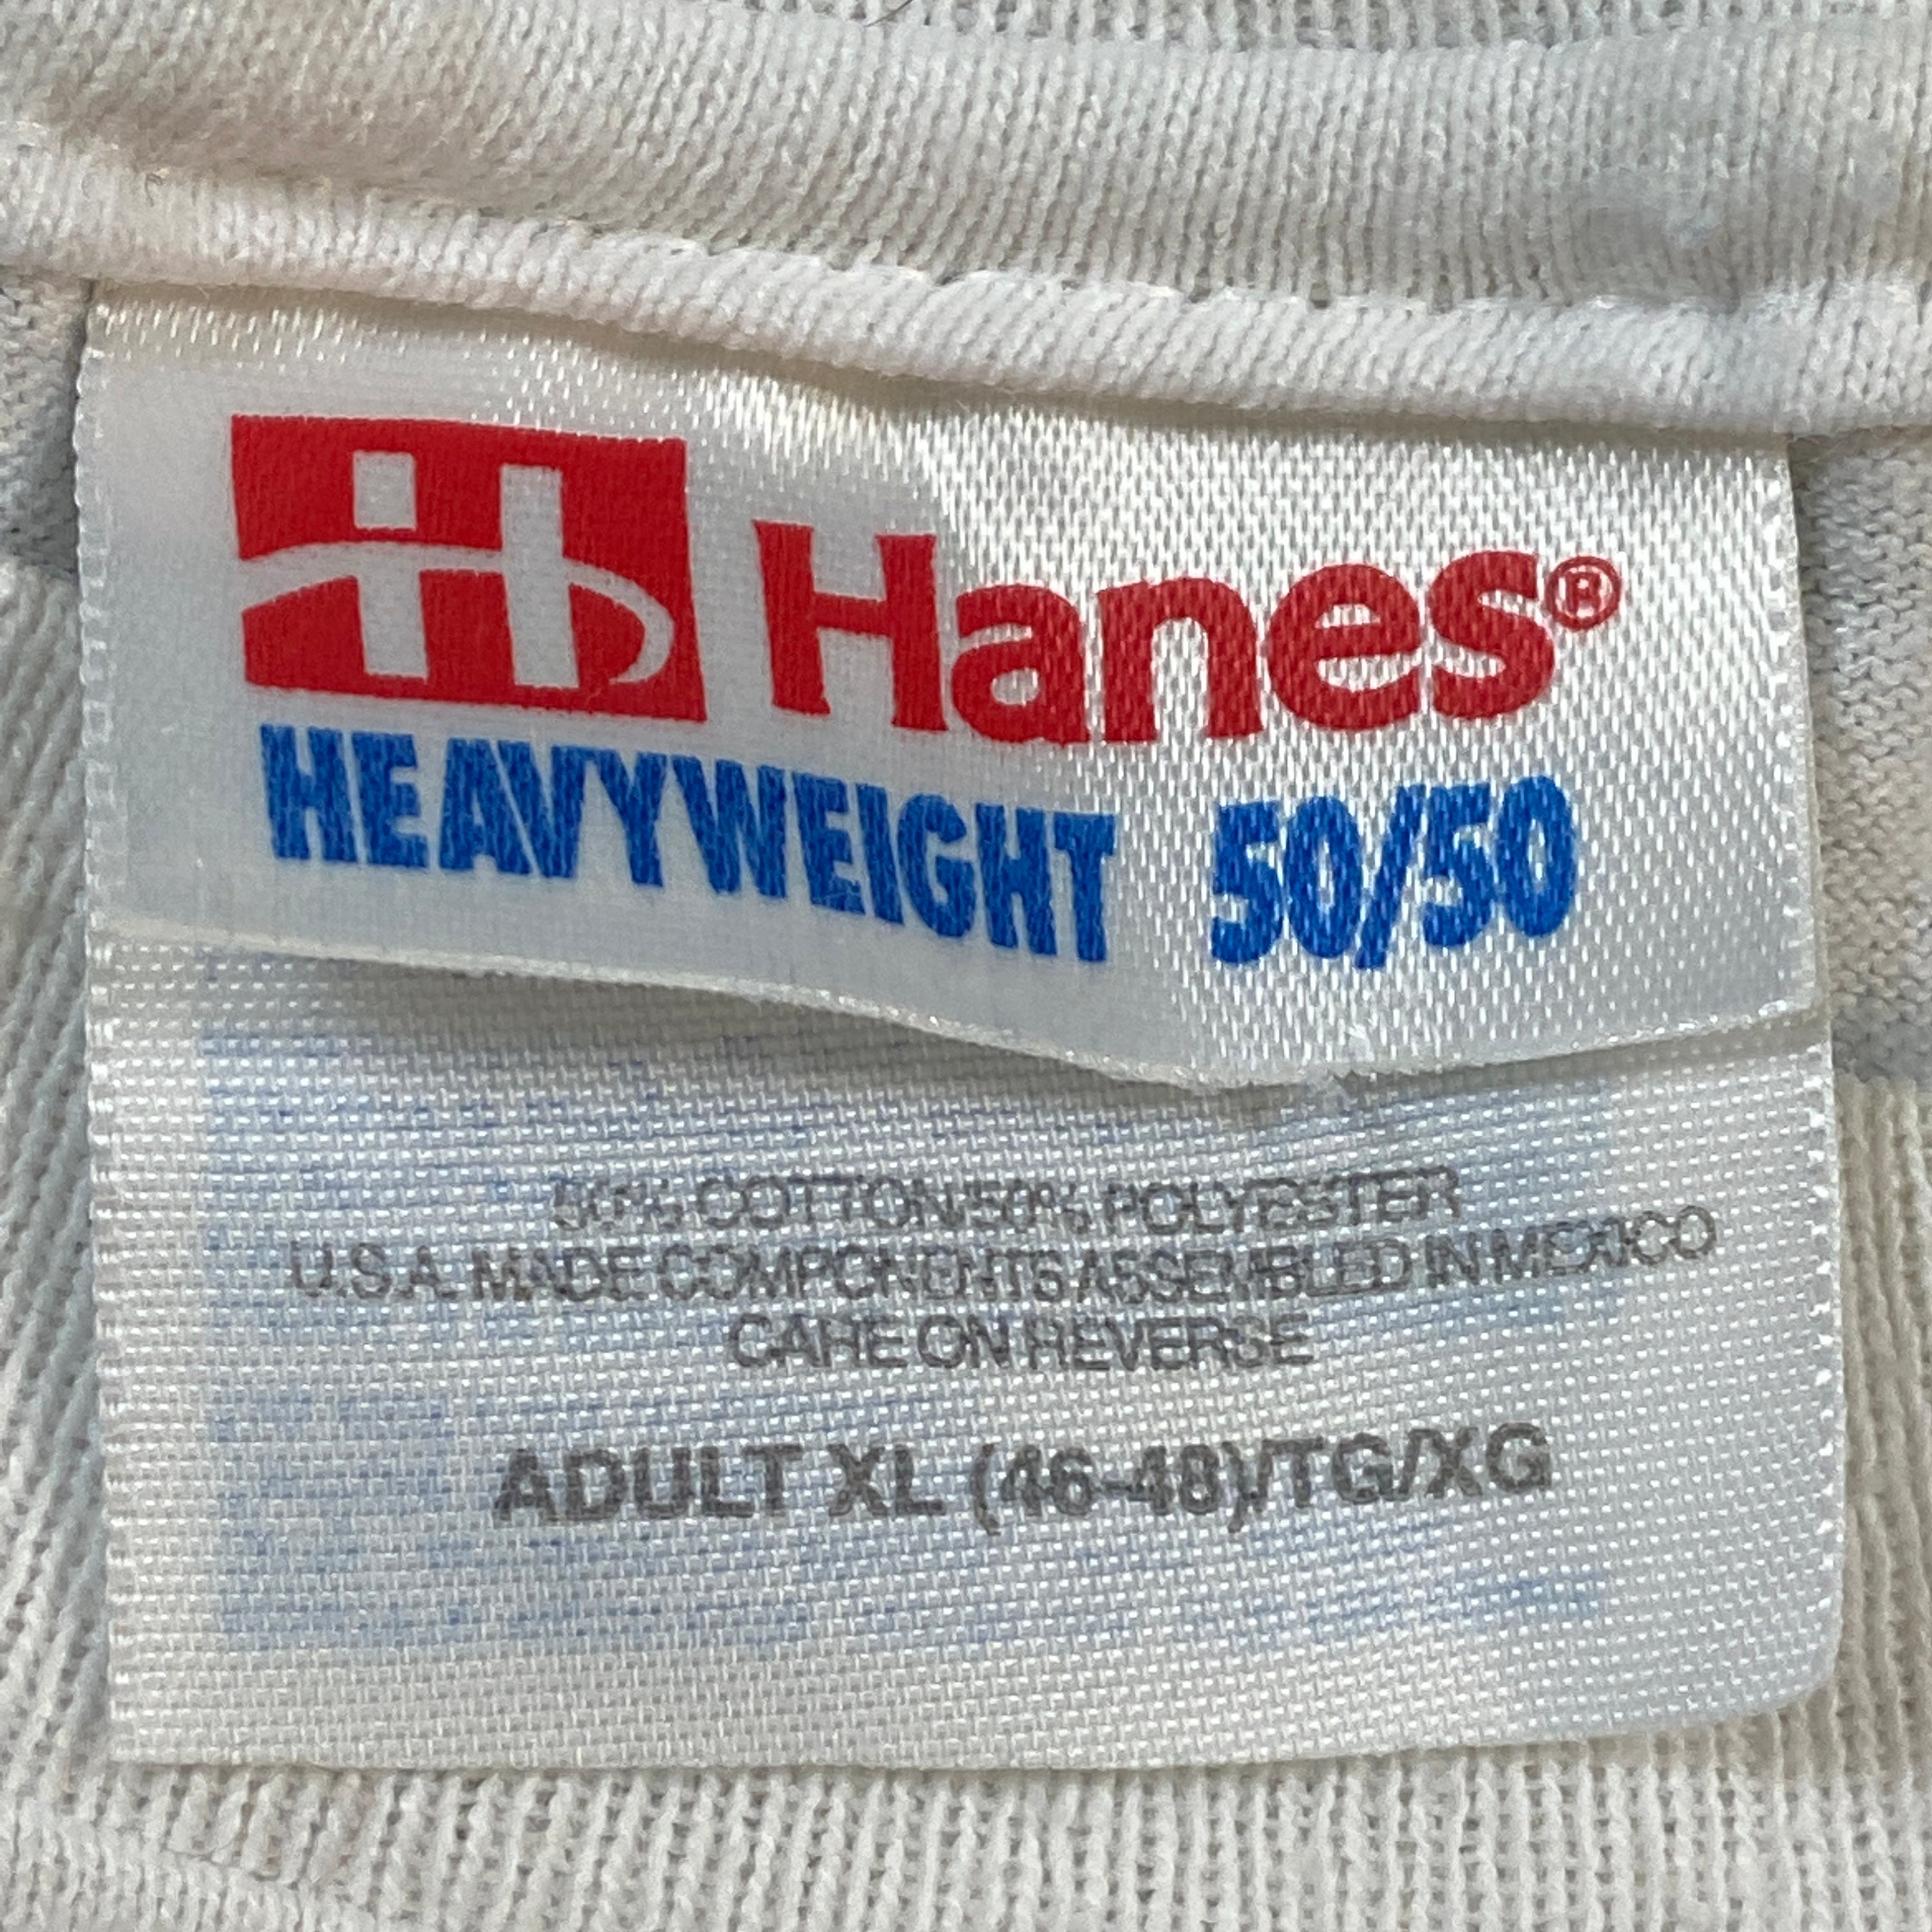 H Hanes®
HEAVYWEIGHT 50/50
50% COTTON/50% POLYESTER
U.S.A. MADE COMPONENTS ASSEMBLED IN MEXICO
CARE ON REVERSE
ADULT XL (46-48)/TG/XG